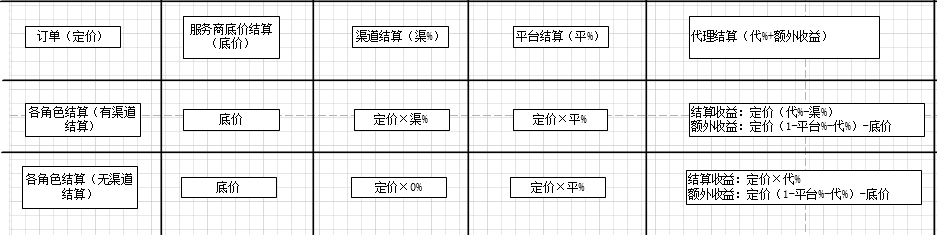 订单（定价）
服务商底价结算
（底价）
渠道结算（渠%）
平台结算（平%）
代理结算（代%+额外收益）
各角色结算（有渠道
结算）
底价
定价×渠%
定价×平%
结算收益：定价（代%-渠%）
额外收益：定价（1-平台%-代%）-底价
各角色结算（无渠道
结算）
底价
定价×0%
定价×平%
结算收益：定价×代%
额外收益：定价（1-平台%-代%）-底价